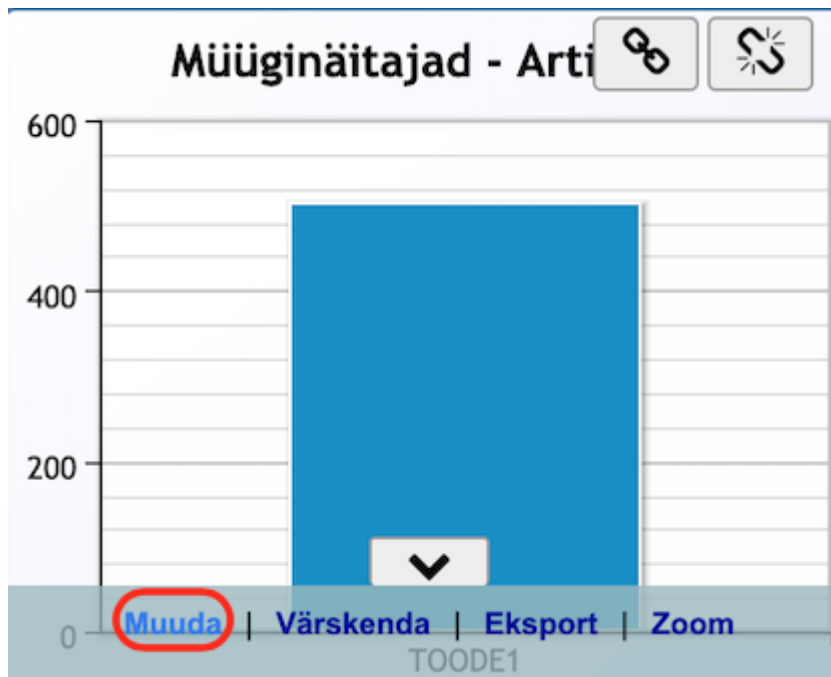 Müüginäitajad - Arti
600
400
200
0
Muuda | Värskenda | Eksport | Zoom
TOODE1